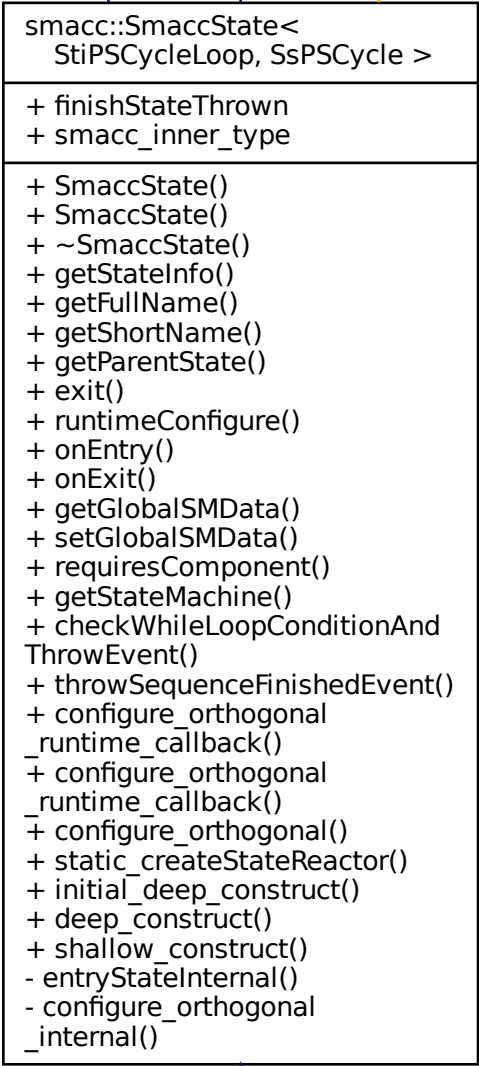 smacc::SmaccState<
StiPSCycleLoop, SsPSCycle >
+ finishStateThrown
+ smacc_inner_type
+ SmaccState()
+ SmaccState()
+ ~SmaccState()
+ getStateInfo()
+ getFullName()
+ getShortName()
+ getParentState()
+ exit()
+ runtimeConfigure()
+ onEntry()
+ onExit()
+ getGlobalSMData()
+ setGlobalSMData()
+ requiresComponent()
+ getStateMachine()
+ checkWhileLoopConditionAnd
ThrowEvent()
+ throwSequenceFinishedEvent()
+ configure_orthogonal
_runtime_callback()
+ configure_orthogonal
_runtime_callback()
+ configure_orthogonal()
+ static_createStateReactor()
+ initial_deep_construct()
+ deep_construct()
+ shallow_construct()
- entryStateInternal()
- configure_orthogonal
_internal()